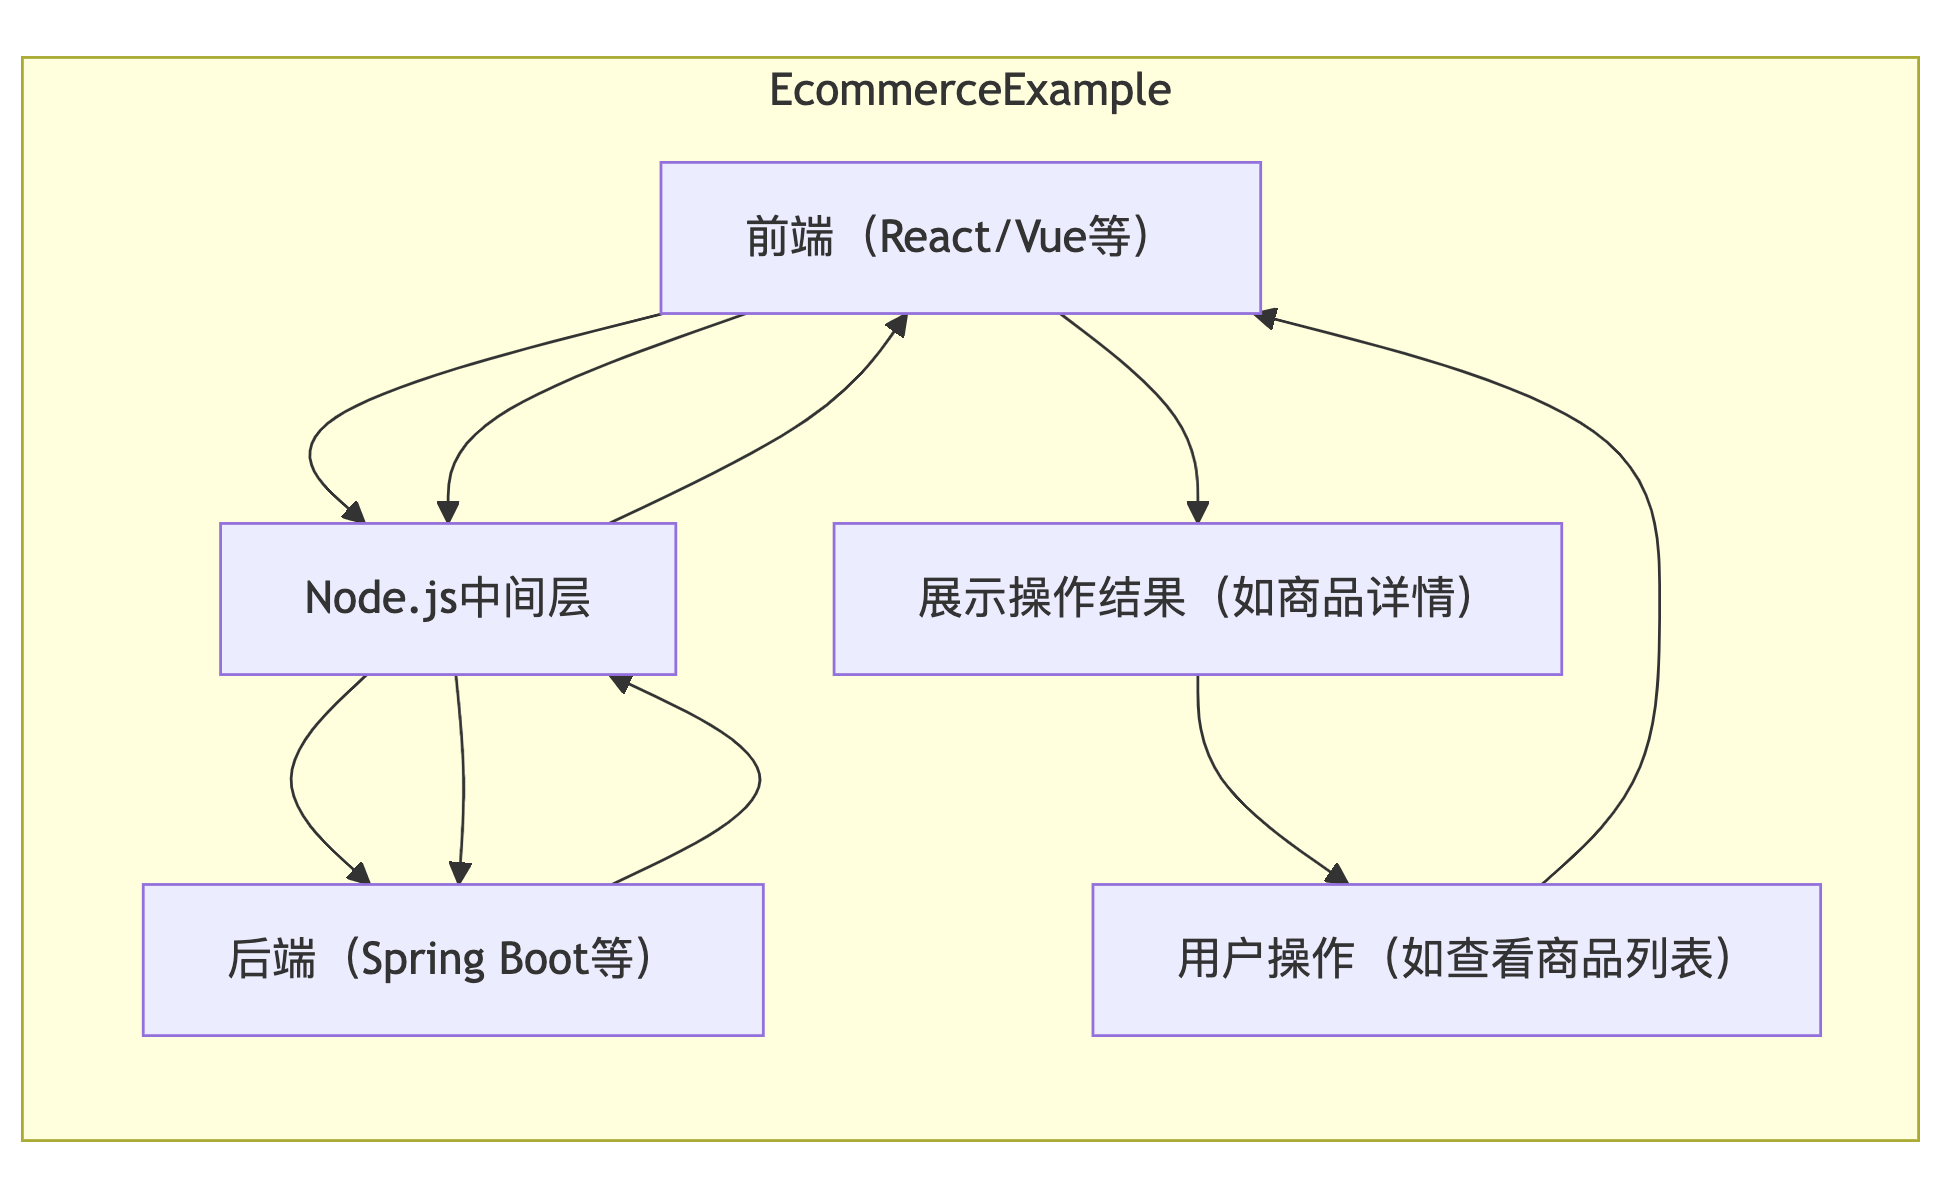 EcommerceExample
前端（React/Vue等）
Node.js中间层
展示操作结果（如商品详情）
后端（Spring Boot等）
用户操作（如查看商品列表）